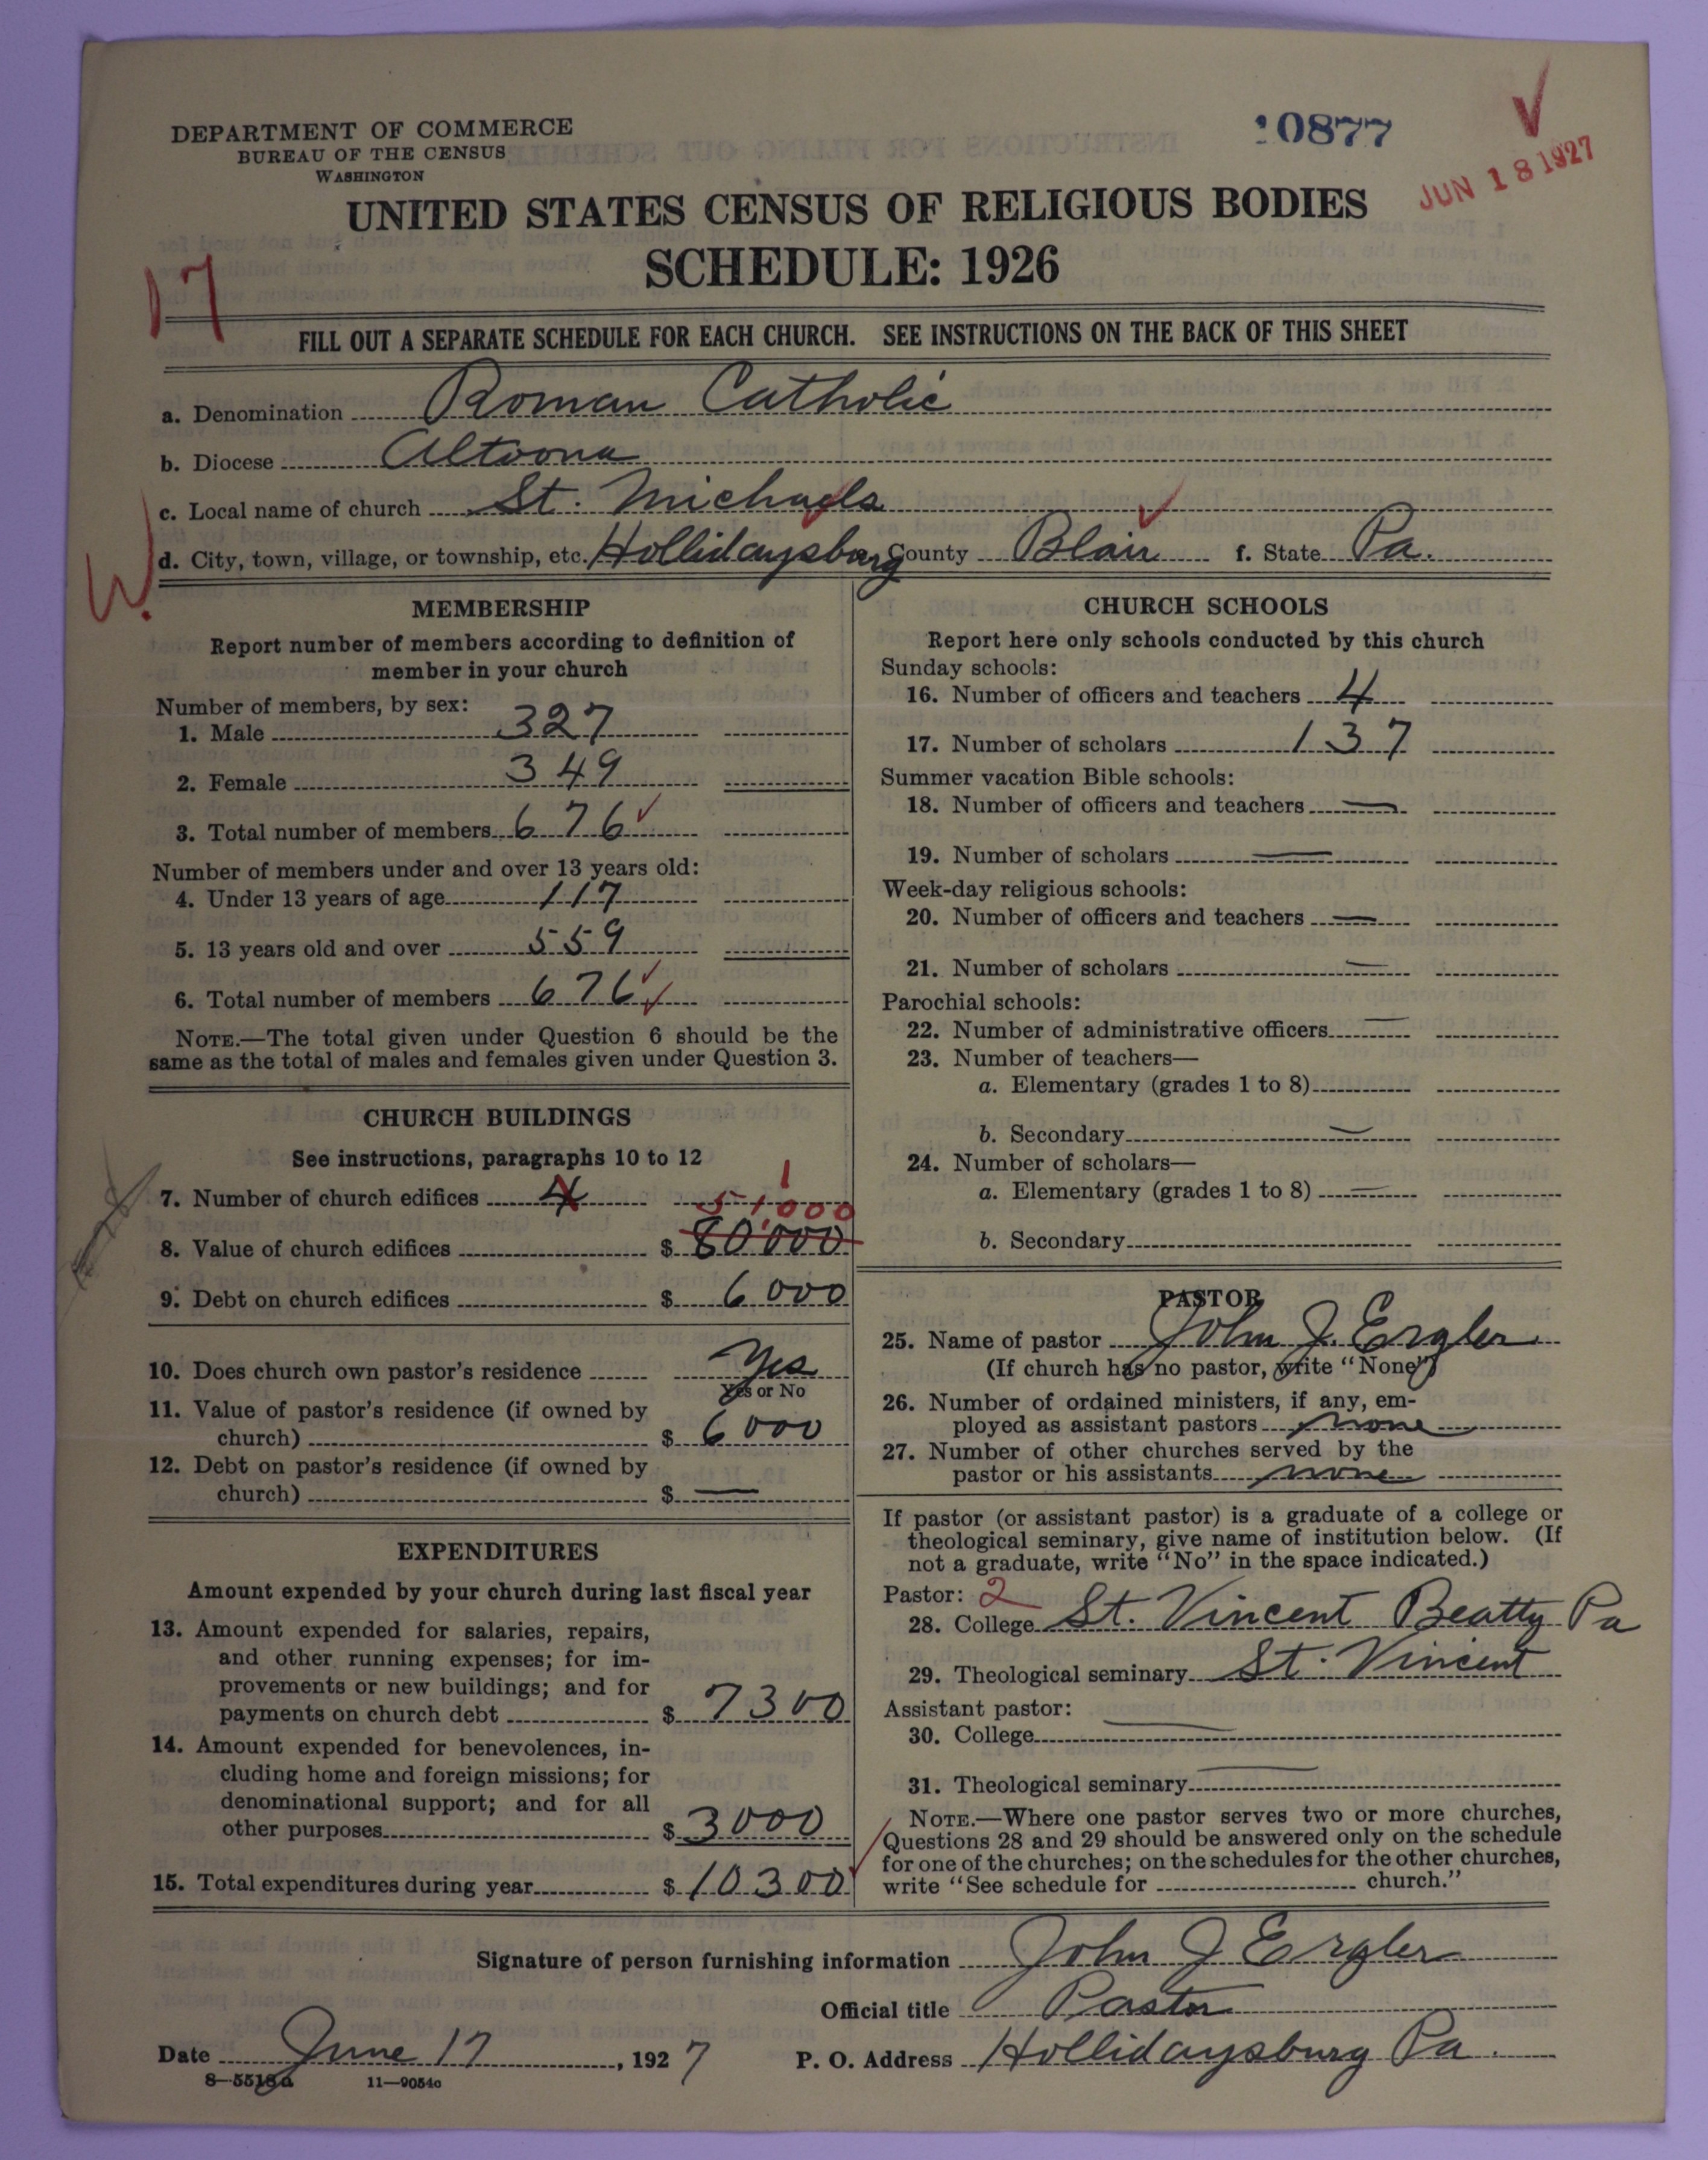 DEPARTMENT OF COMMERCE
BUREAU OF THE CENSUS
WASHINGTON
10877
JUN 18 1927
UNITED STATES CENSUS OF RELIGIOUS BODIES
SCHEDULE: 1926
17
FILL OUT A SEPARATE SCHEDULE FOR EACH CHURCH. SEE INSTRUCTIONS ON THE BACK OF THIS SHEET
a. Denomination Roman Catholic
b. Diocese Altoona
c. Local name of church St. Michaels
d. City, town, village, or township, etc. Hollidaysburg County Blair f. State Pa.
W.
MEMBERSHIP
Report number of members according to definition of
member in your church
Number of members, by sex:
1. Male 327
2. Female 349
3. Total number of members 676
Number of members under and over 13 years old:
4. Under 13 years of age 117
5. 13 years old and over 559
6. Total number of members 676
NOTE.—The total given under Question 6 should be the
same as the total of males and females given under Question 3.
CHURCH BUILDINGS
See instructions, paragraphs 10 to 12
7. Number of church edifices 4 1
51000
8. Value of church edifices $ 80'000
9. Debt on church edifices $ 6000
10. Does church own pastor's residence Yes
Yes or No
11. Value of pastor's residence (if owned by
church) $ 6000
12. Debt on pastor's residence (if owned by
church) $ —
EXPENDITURES
Amount expended by your church during last fiscal year
13. Amount expended for salaries, repairs,
and other running expenses; for im-
provements or new buildings; and for
payments on church debt $ 7300
14. Amount expended for benevolences, in-
cluding home and foreign missions; for
denominational support; and for all
other purposes $ 3000
15. Total expenditures during year $ 10300
CHURCH SCHOOLS
Report here only schools conducted by this church
Sunday schools:
16. Number of officers and teachers 4
17. Number of scholars 137
Summer vacation Bible schools:
18. Number of officers and teachers —
19. Number of scholars —
Week-day religious schools:
20. Number of officers and teachers —
21. Number of scholars —
Parochial schools:
22. Number of administrative officers —
23. Number of teachers—
a. Elementary (grades 1 to 8)
b. Secondary —
24. Number of scholars—
a. Elementary (grades 1 to 8) —
b. Secondary
PASTOR
25. Name of pastor John J. Ergler
(If church has no pastor, write "None")
26. Number of ordained ministers, if any, em-
ployed as assistant pastors none
27. Number of other churches served by the
pastor or his assistants none
If pastor (or assistant pastor) is a graduate of a college or
theological seminary, give name of institution below. (If
not a graduate, write "No" in the space indicated.)
Pastor: 2
28. College St. Vincent Beatty Pa
29. Theological seminary St. Vincent
Assistant pastor:
30. College —
31. Theological seminary —
NOTE.—Where one pastor serves two or more churches,
Questions 28 and 29 should be answered only on the schedule
for one of the churches; on the schedules for the other churches,
write "See schedule for church."
Signature of person furnishing information John J Ergler
Official title Pastor
Date June 17, 1927 P. O. Address Hollidaysburg Pa.
8—5518a 11—9054c